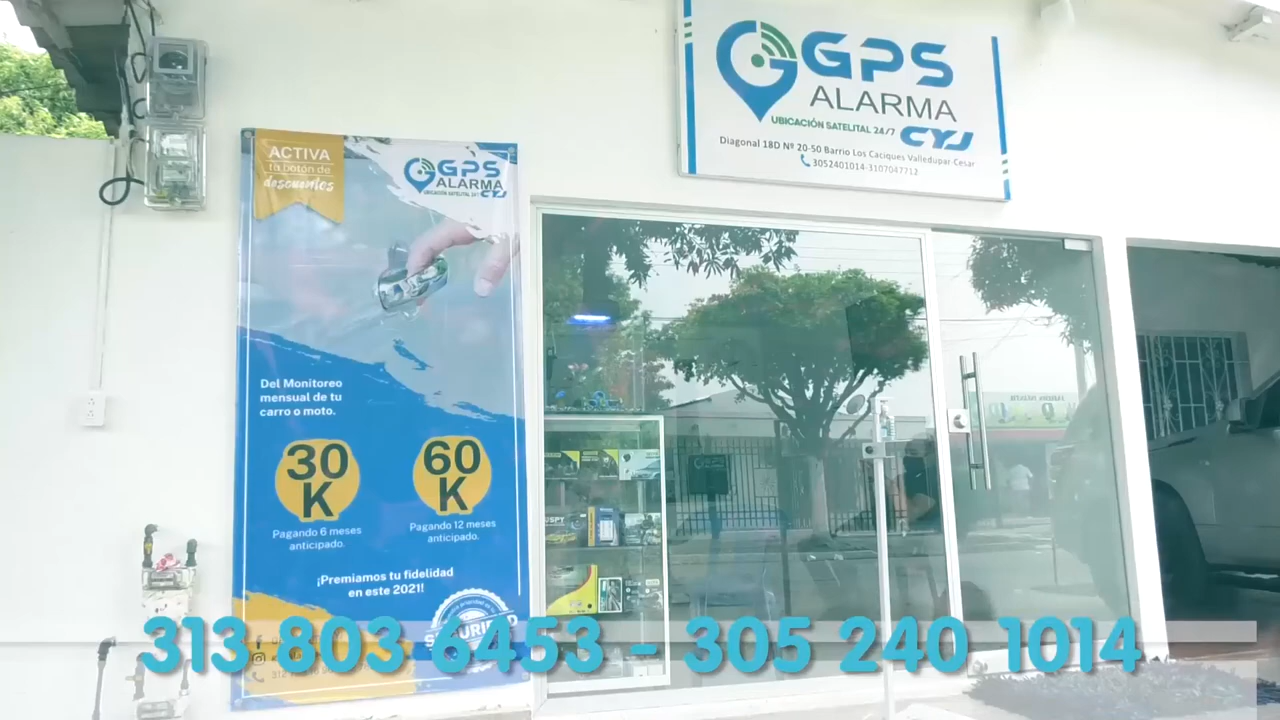 GPS
ALARMA
UBICACIÓN SATELITAL 24/7
CYJ
Diagonal 18D Nº 20-50 Barrio Los Caciques Valledupar-Cesar
3052401014-3107047712
ACTIVA
tu botón de
descuentos
GPS
ALARMA
UBICACIÓN SATELITAL 24/7
CYJ
Del Monitoreo
mensual de tu
carro o moto.
30
K
Pagando 6 meses
anticipado.
60
K
Pagando 12 meses
anticipado.
¡Premiamos tu fidelidad
en este 2021!
SEGURIDAD
313 803 6453 - 305 240 1014